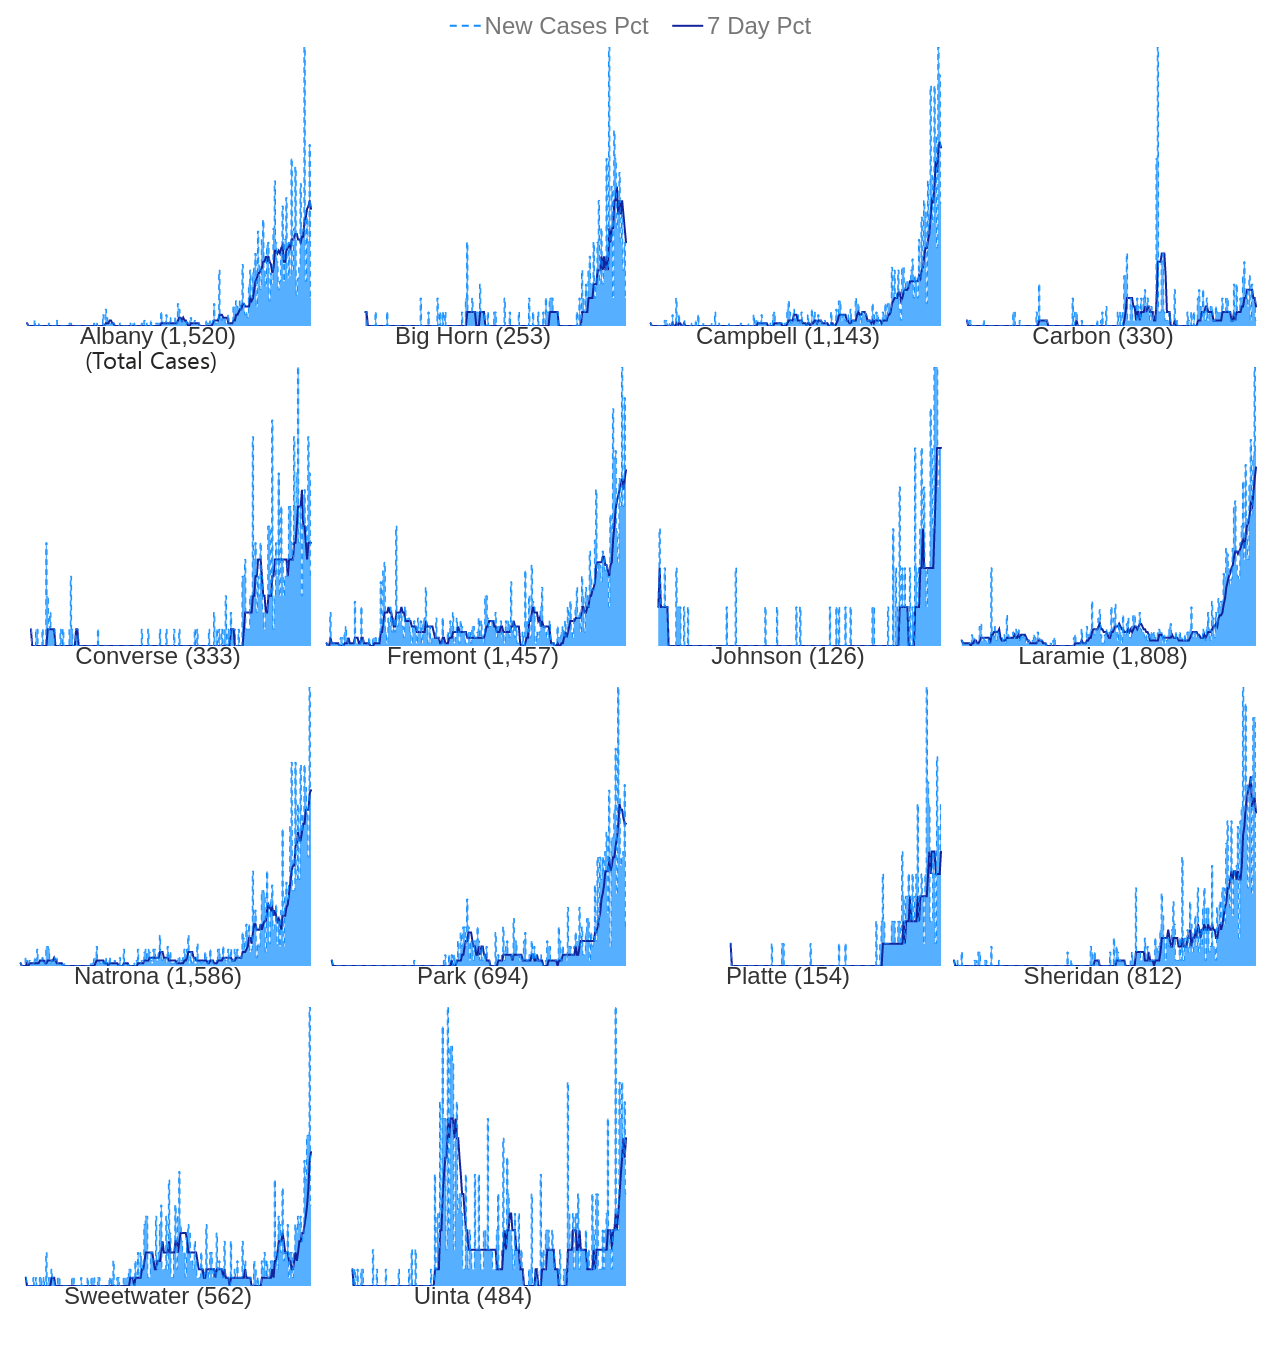 New Cases Pct 7 Day Pct
Albany (1,520) Big Horn (253) Campbell (1,143) Carbon (330)
(Total Cases)
Converse (333) Fremont (1,457) Johnson (126) Laramie (1,808)
Natrona (1,586) Park (694) Platte (154) Sheridan (812)
Sweetwater (562) Uinta (484)